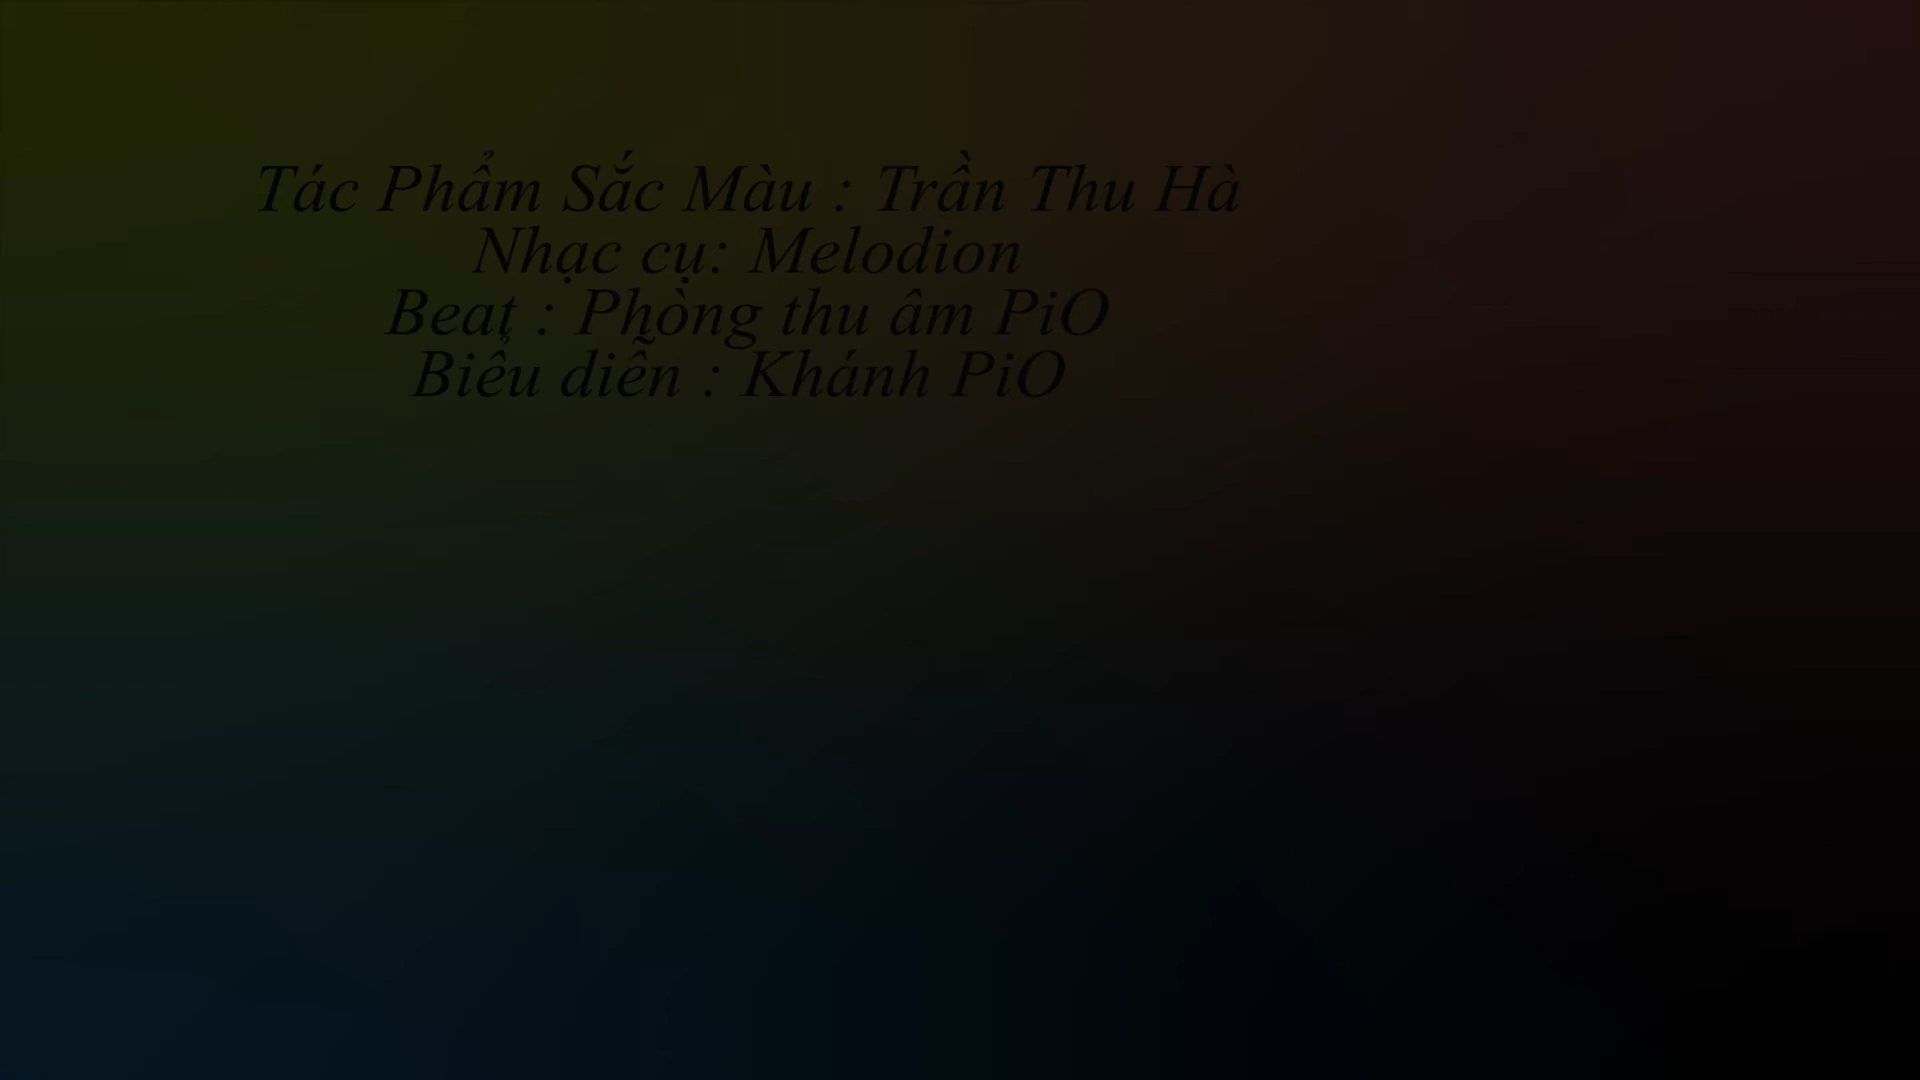 Tác Phẩm Sắc Màu : Trần Thu Hà
Nhạc cụ: Melodion
Beat : Phòng thu âm PiO
Biểu diễn : Khánh PiO